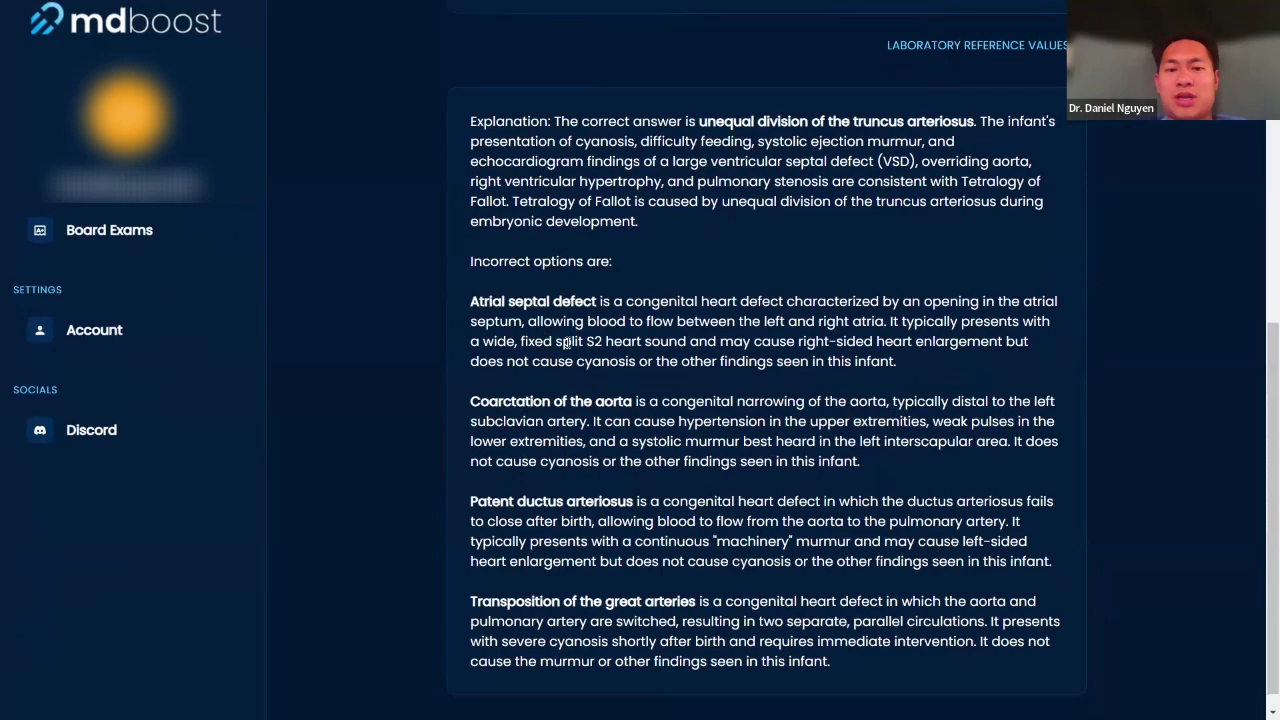 mdboost
LABORATORY REFERENCE VALUES
Dr. Daniel Nguyen
Explanation: The correct answer is unequal division of the truncus arteriosus. The infant's
presentation of cyanosis, difficulty feeding, systolic ejection murmur, and
echocardiogram findings of a large ventricular septal defect (VSD), overriding aorta,
right ventricular hypertrophy, and pulmonary stenosis are consistent with Tetralogy of
Fallot. Tetralogy of Fallot is caused by unequal division of the truncus arteriosus during
embryonic development.
Board Exams
Incorrect options are:
SETTINGS
Account
SOCIALS
Discord
Atrial septal defect is a congenital heart defect characterized by an opening in the atrial
septum, allowing blood to flow between the left and right atria. It typically presents with
a wide, fixed split S2 heart sound and may cause right-sided heart enlargement but
does not cause cyanosis or the other findings seen in this infant.
Coarctation of the aorta is a congenital narrowing of the aorta, typically distal to the left
subclavian artery. It can cause hypertension in the upper extremities, weak pulses in the
lower extremities, and a systolic murmur best heard in the left interscapular area. It does
not cause cyanosis or the other findings seen in this infant.
Patent ductus arteriosus is a congenital heart defect in which the ductus arteriosus fails
to close after birth, allowing blood to flow from the aorta to the pulmonary artery. It
typically presents with a continuous "machinery" murmur and may cause left-sided
heart enlargement but does not cause cyanosis or the other findings seen in this infant.
Transposition of the great arteries is a congenital heart defect in which the aorta and
pulmonary artery are switched, resulting in two separate, parallel circulations. It presents
with severe cyanosis shortly after birth and requires immediate intervention. It does not
cause the murmur or other findings seen in this infant.